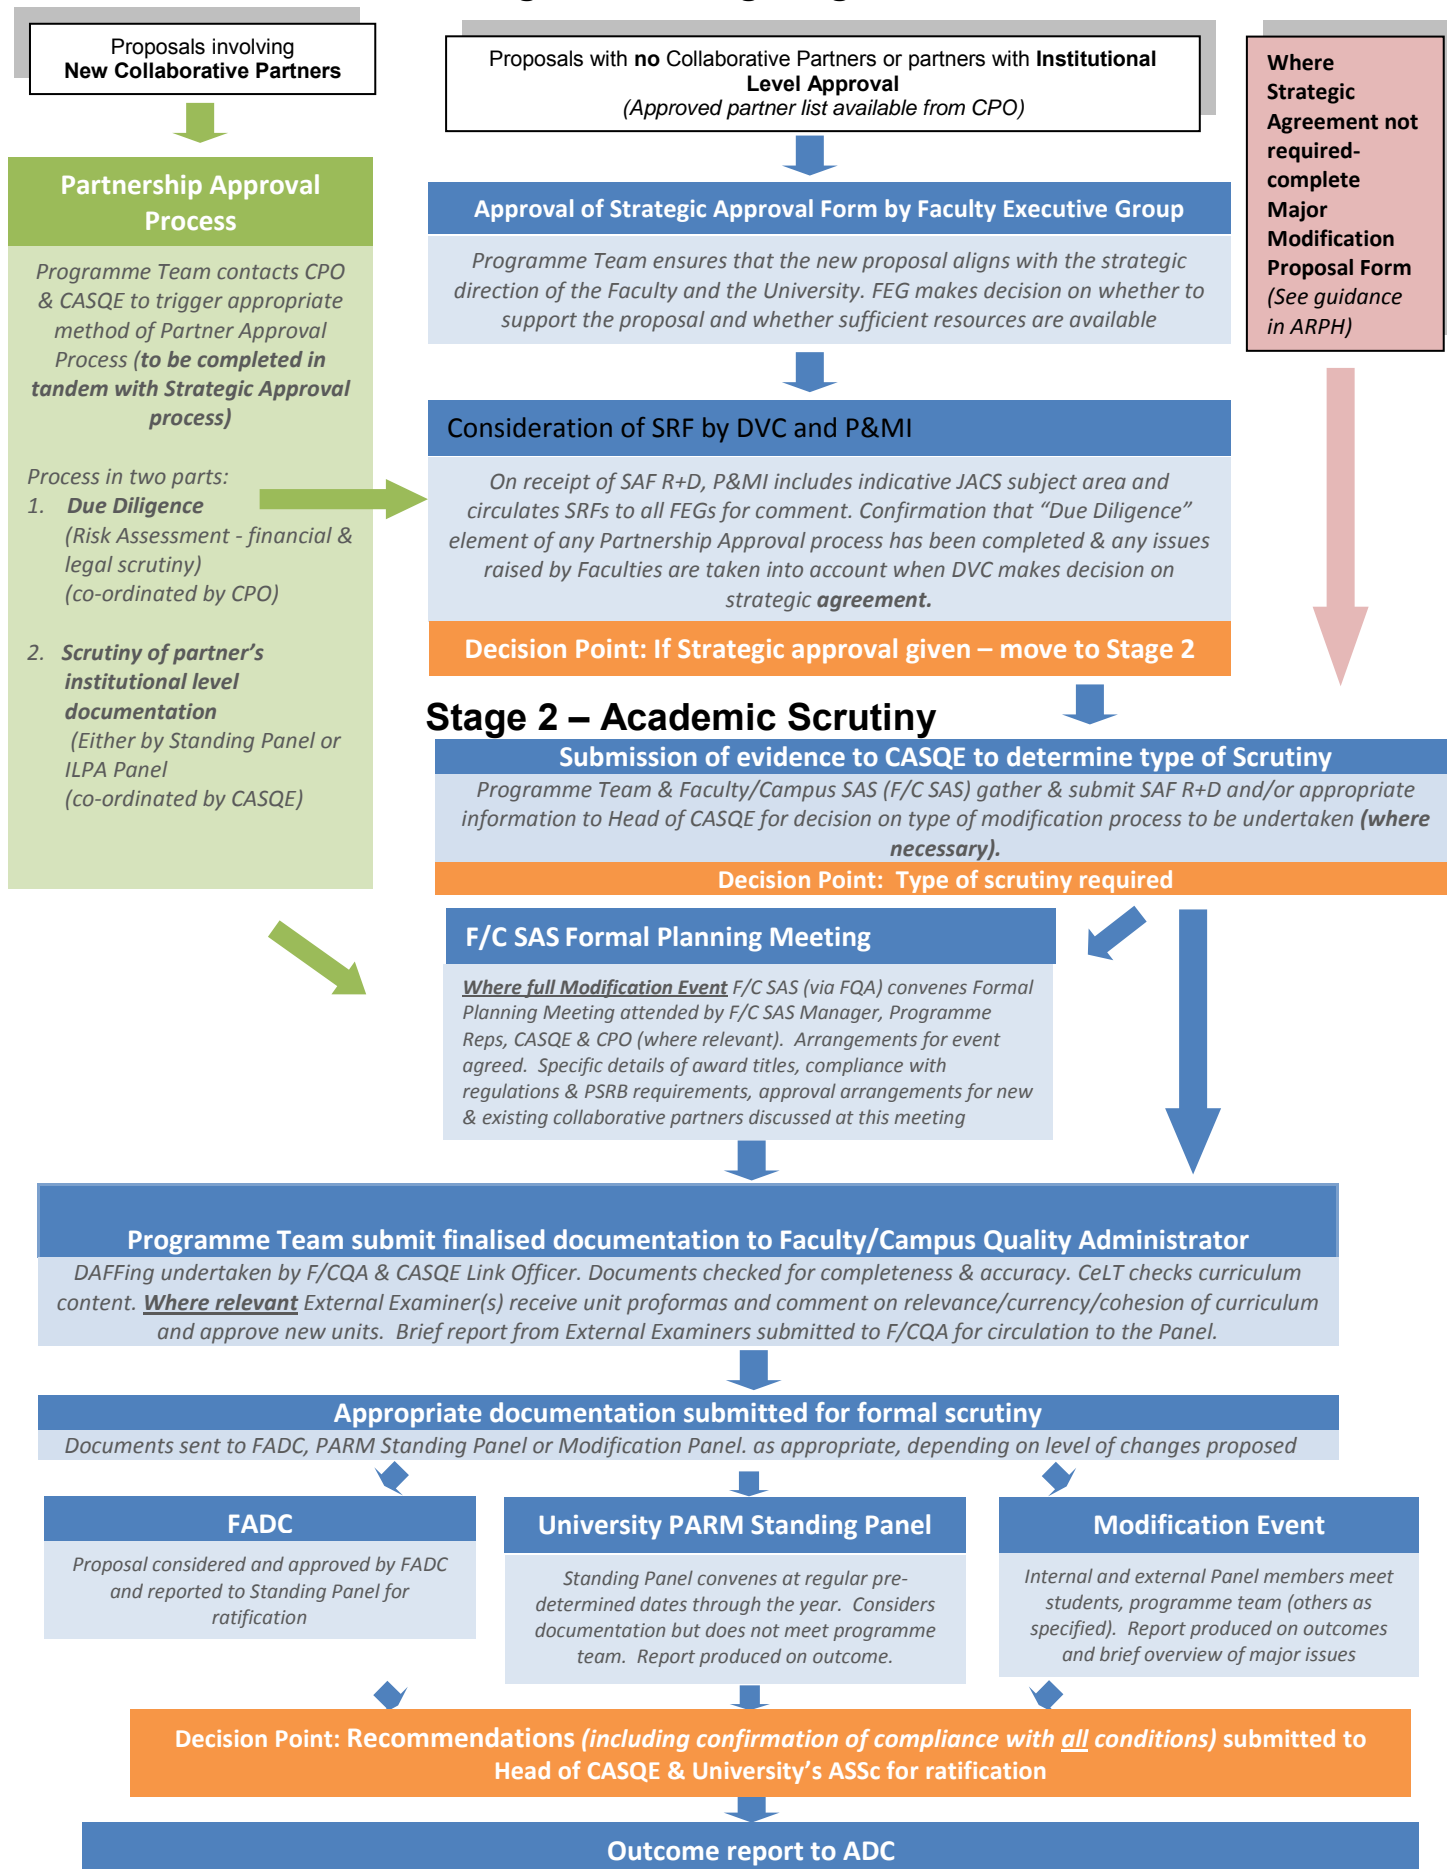 Proposals involving
New Collaborative Partners
Proposals with no Collaborative Partners or partners with Institutional
Level Approval
(Approved partner list available from CPO)
Where
Strategic
Agreement not
required-
complete
Major
Modification
Proposal Form
(See guidance
in ARPH)
Partnership Approval
Process
Programme Team contacts CPO
& CASQE to trigger appropriate
method of Partner Approval
Process (to be completed in
tandem with Strategic Approval
process)
Process in two parts:
1. Due Diligence
(Risk Assessment - financial &
legal scrutiny)
(co-ordinated by CPO)
2. Scrutiny of partner's
institutional level
documentation
(Either by Standing Panel or
ILPA Panel
(co-ordinated by CASQE)
Approval of Strategic Approval Form by Faculty Executive Group
Programme Team ensures that the new proposal aligns with the strategic
direction of the Faculty and the University. FEG makes decision on whether to
support the proposal and whether sufficient resources are available
Consideration of SRF by DVC and P&MI
On receipt of SAF R+D, P&MI includes indicative JACS subject area and
circulates SRFs to all FEGs for comment. Confirmation that “Due Diligence”
element of any Partnership Approval process has been completed & any issues
raised by Faculties are taken into account when DVC makes decision on
strategic agreement.
Decision Point: If Strategic approval given – move to Stage 2
Stage 2 – Academic Scrutiny
Submission of evidence to CASQE to determine type of Scrutiny
Programme Team & Faculty/Campus SAS (F/C SAS) gather & submit SAF R+D and/or appropriate
information to Head of CASQE for decision on type of modification process to be undertaken (where
necessary).
Decision Point: Type of scrutiny required
F/C SAS Formal Planning Meeting
Where full Modification Event F/C SAS (via FQA) convenes Formal
Planning Meeting attended by F/C SAS Manager, Programme
Reps, CASQE & CPO (where relevant). Arrangements for event
agreed. Specific details of award titles, compliance with
regulations & PSRB requirements, approval arrangements for new
& existing collaborative partners discussed at this meeting
Programme Team submit finalised documentation to Faculty/Campus Quality Administrator
DAFFing undertaken by F/CQA & CASQE Link Officer. Documents checked for completeness & accuracy. CeLT checks curriculum
content. Where relevant External Examiner(s) receive unit proformas and comment on relevance/currency/cohesion of curriculum
and approve new units. Brief report from External Examiners submitted to F/CQA for circulation to the Panel.
Appropriate documentation submitted for formal scrutiny
Documents sent to FADC, PARM Standing Panel or Modification Panel. as appropriate, depending on level of changes proposed
FADC
Proposal considered and approved by FADC
and reported to Standing Panel for
ratification
University PARM Standing Panel
Standing Panel convenes at regular pre-
determined dates through the year. Considers
documentation but does not meet programme
team. Report produced on outcome.
Modification Event
Internal and external Panel members meet
students, programme team (others as
specified). Report produced on outcomes
and brief overview of major issues
Decision Point: Recommendations (including confirmation of compliance with all conditions) submitted to
Head of CASQE & University's ASSc for ratification
Outcome report to ADC